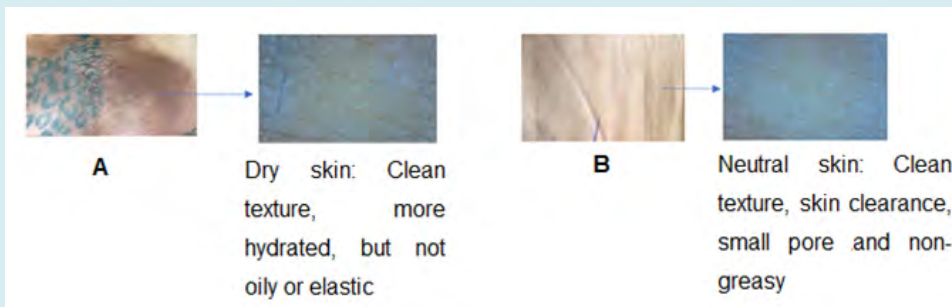 A
Dry skin: Clean
texture, more
hydrated, but not
oily or elastic
B
Neutral skin: Clean
texture, skin clearance,
small pore and non-
greasy